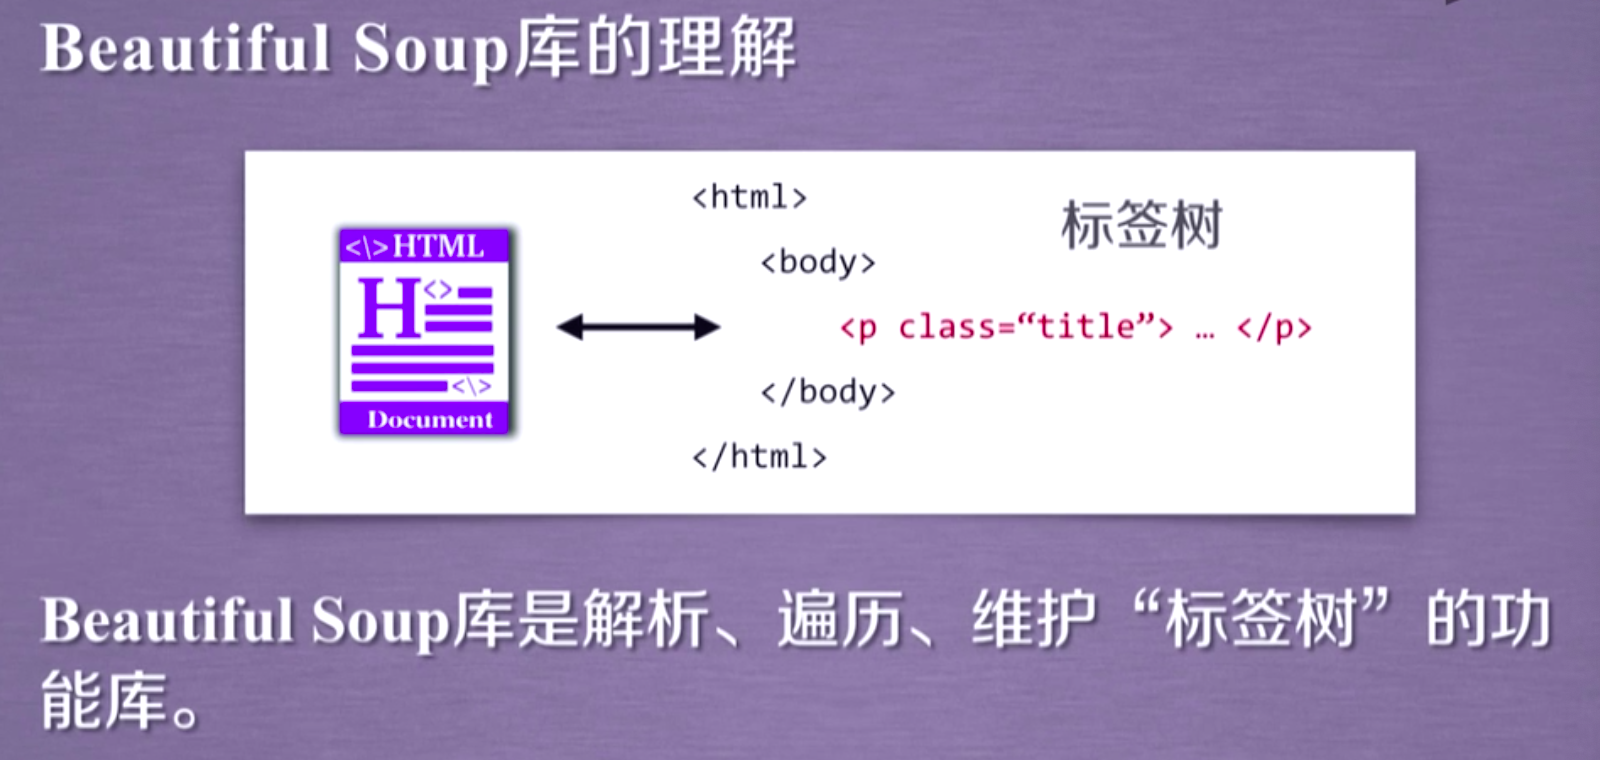 Beautiful Soup库的理解
<html>
标签树
<body>
<\>HTML
H<>
<p class=“title”> … </p>
<\>
</body>
Document
</html>
Beautiful Soup库是解析、遍历、维护“标签树”的功
能库。